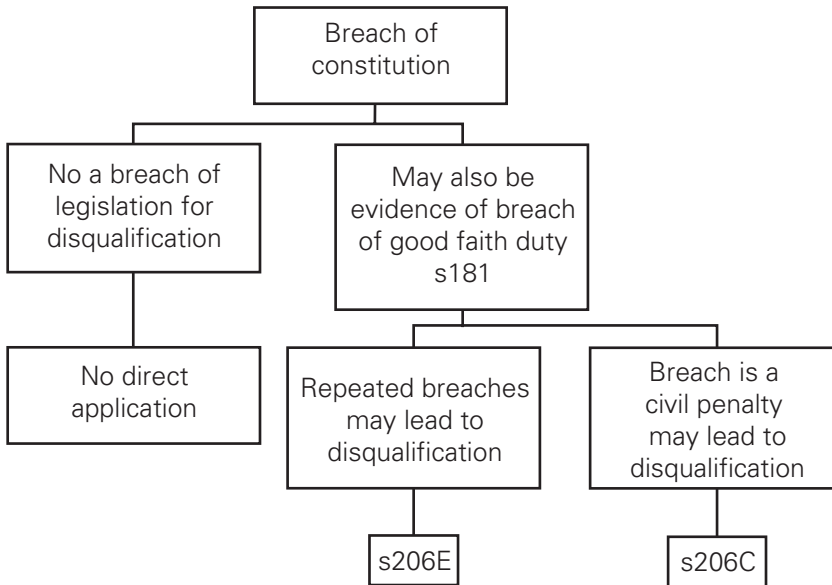 Breach of
constitution
No a breach of
legislation for
disqualification
May also be
evidence of breach
of good faith duty
s181
No direct
application
Repeated breaches
may lead to
disqualification
Breach is a
civil penalty
may lead to
disqualification
s206E
s206C